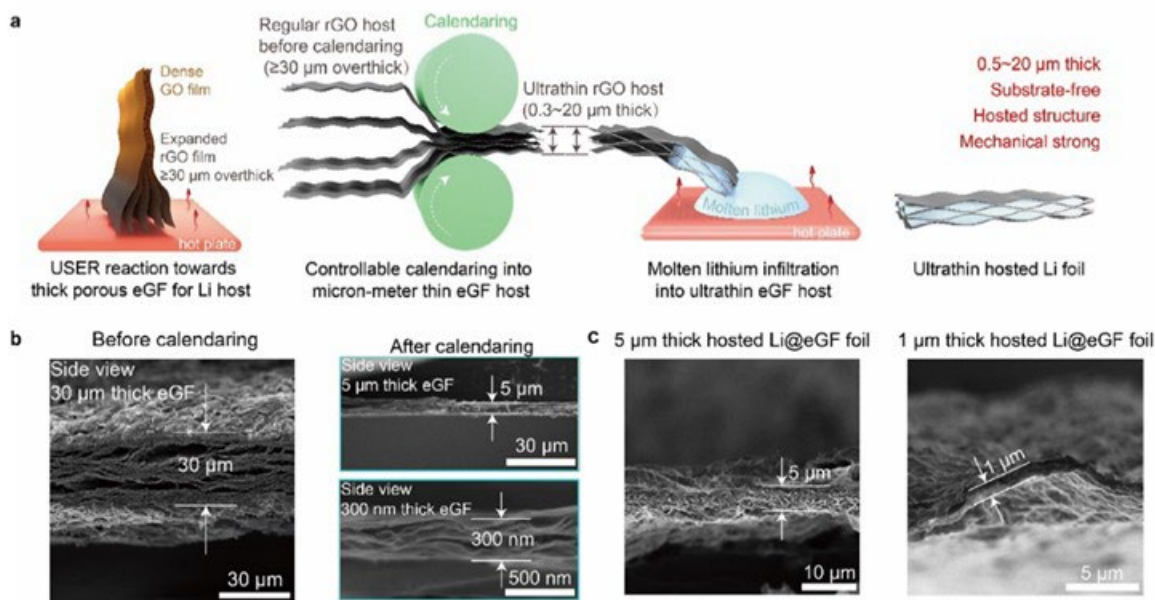 a
Regular rGO host
before calendaring
(≥30 μm overthick)
Calendaring
Dense
GO film
Expanded
rGO film
≥30 μm overthick
hot plate
Ultrathin rGO host
(0.3~20 μm thick)
Molten lithium
hot plate
0.5~20 μm thick
Substrate-free
Hosted structure
Mechanical strong
USER reaction towards
thick porous eGF for Li host
Controllable calendaring into
micron-meter thin eGF host
Molten lithium infiltration
into ultrathin eGF host
Ultrathin hosted Li foil
b
Before calendaring
Side view
30 μm thick eGF
30 μm
30 μm
After calendaring
Side view
5 μm thick eGF
5 μm
30 μm
Side view
300 nm thick eGF
300 nm
500 nm
c
5 μm thick hosted Li@eGF foil
5 μm
10 μm
1 μm thick hosted Li@eGF foil
1 μm
5 μm